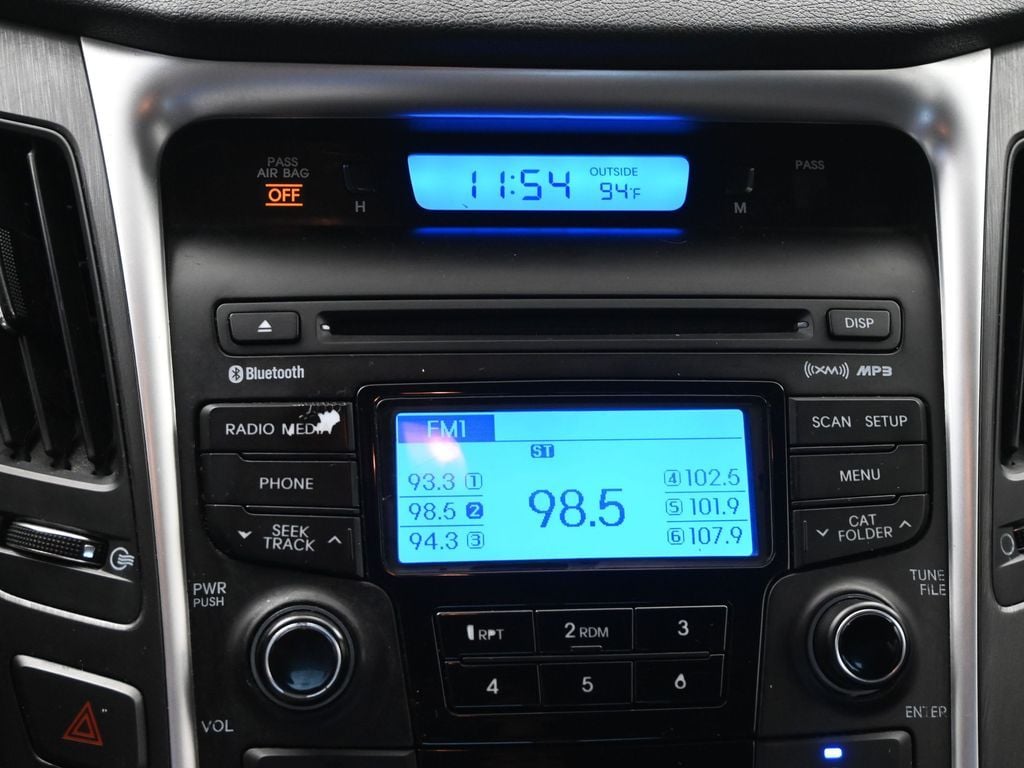 PASS
AIR BAG
OFF
H
11:54
OUTSIDE
94°F
M
PASS
DISP
Bluetooth
((XM)) MP3
RADIO MEDIA
PHONE
SEEK
TRACK
FM1
ST
93.3 1
98.5 2
94.3 3
98.5
4 102.5
5 101.9
6 107.9
SCAN SETUP
MENU
CAT
FOLDER
PWR
PUSH
VOL
1 RPT
2 RDM
3
4
5
6
TUNE
FILE
ENTER